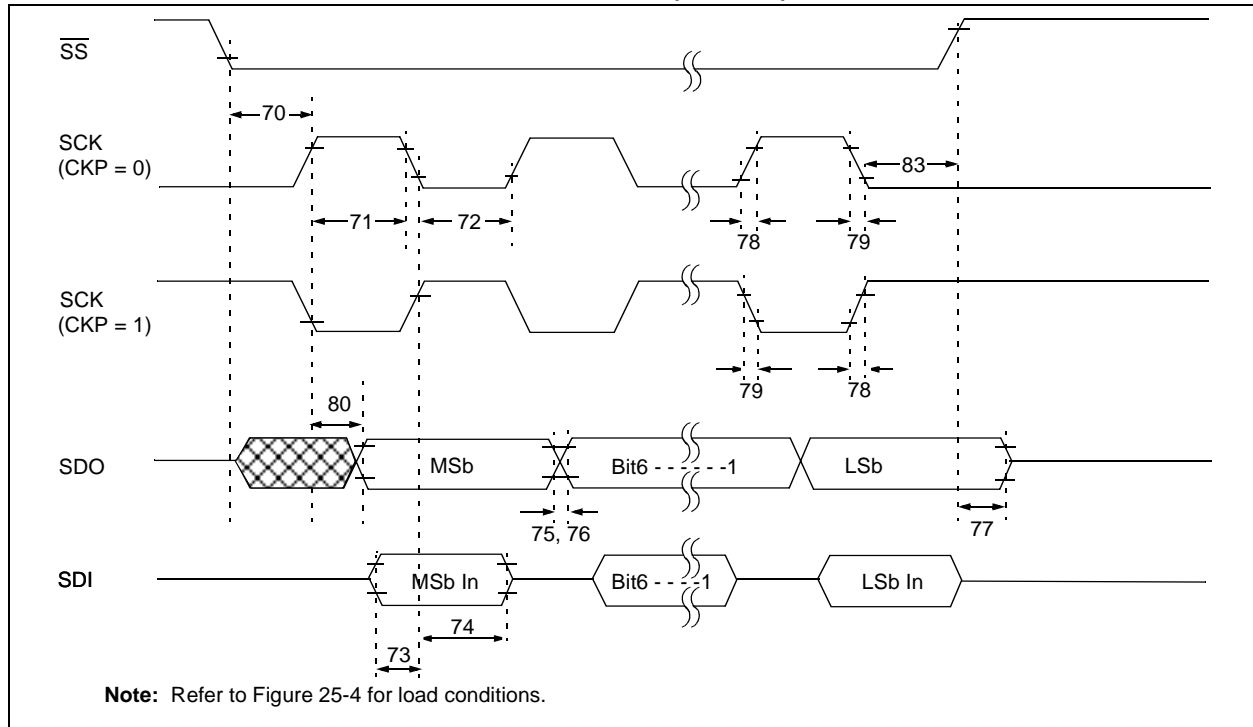 SS
70
SCK
(CKP = 0)
83
71
72
78
79
SCK
(CKP = 1)
79
78
80
SDO
MSb
Bit6 - - - - - -1
LSb
75, 76
77
SDI
MSb In
Bit6 - - - -1
LSb In
74
73
Note: Refer to Figure 25-4 for load conditions.